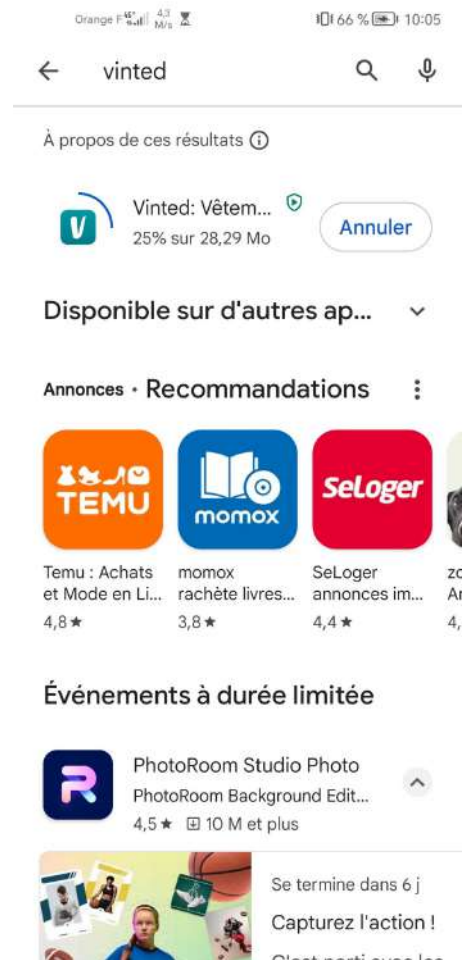 Orange F 4,3 M/s 66 % 10:05
vinted
À propos de ces résultats
Vinted: Vêtem...
25% sur 28,29 Mo
Annuler
Disponible sur d'autres ap...
Annonces • Recommandations
TEMU
momox
SeLoger
Temu : Achats et Mode en Li...
4,8 ★
momox rachète livres...
3,8 ★
SeLoger annonces im...
4,4 ★
Événements à durée limitée
PhotoRoom Studio Photo
PhotoRoom Background Edit...
4,5 ★ 10 M et plus
Se termine dans 6 j
Capturez l'action !